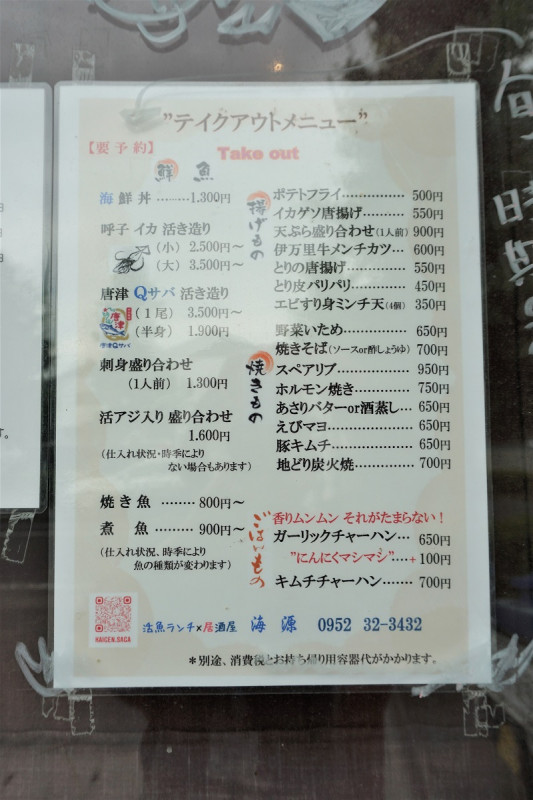 "テイクアウトメニュー"
【要予約】
Take out
鮮魚
海鮮丼………1.300円
呼子 イカ 活き造り
(小) 2.500円〜
(大) 3.500円〜
唐津 Qサバ 活き造り
(1尾) 3.500円〜
(半身) 1.900円
唐津Qサバ
刺身盛り合わせ
(1人前) 1.300円
活アジ入り 盛り合わせ
1.600円
(仕入れ状況・時季により
ない場合もあります)
焼き魚 ……… 800円〜
煮 魚 ……… 900円〜
(仕入れ状況、時季により
魚の種類が変わります)
揚げもの
ポテトフライ……………500円
イカゲソ唐揚げ………550円
天ぷら盛り合わせ(1人前) 900円
伊万里牛メンチカツ…600円
とりの唐揚げ……………550円
とり皮パリパリ…………450円
エビすり身ミンチ天(4個) 350円
焼きもの
野菜いため………………650円
焼きそば(ソースor酢しょうゆ) 700円
スペアリブ………………950円
ホルモン焼き……………750円
あさりバターor酒蒸し…650円
えびマヨ…………………650円
豚キムチ…………………650円
地どり炭火焼……………700円
ごはんもの
香りムンムン それがたまらない!
ガーリックチャーハン… 650円
"にんにくマシマシ"……+100円
キムチチャーハン………700円
HAIGEN.SAGA
活魚ランチ×居酒屋 海源 0952 32-3432
*別途、消費税とお持ち帰り用容器代がかかります。
す。
旬
時